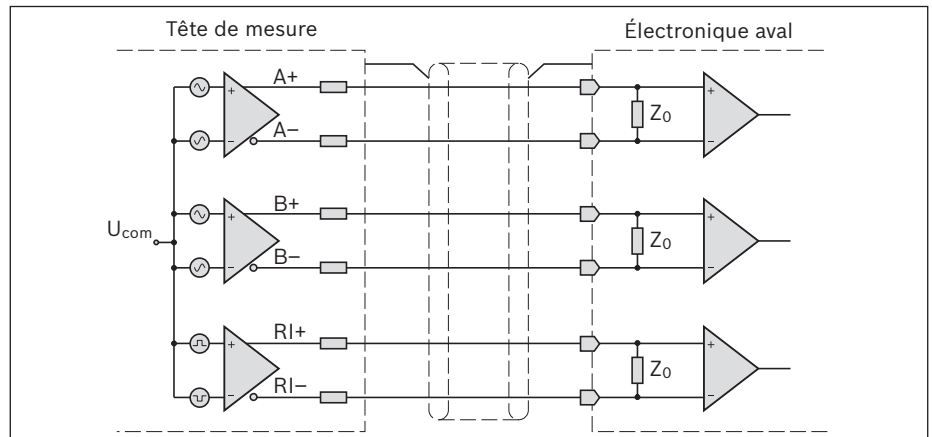 Tête de mesure
Électronique aval
A+
A−
Z0
B+
Ucom
B−
Z0
RI+
RI−
Z0
+
−
+
−
+
−
+
−
+
−
+
−